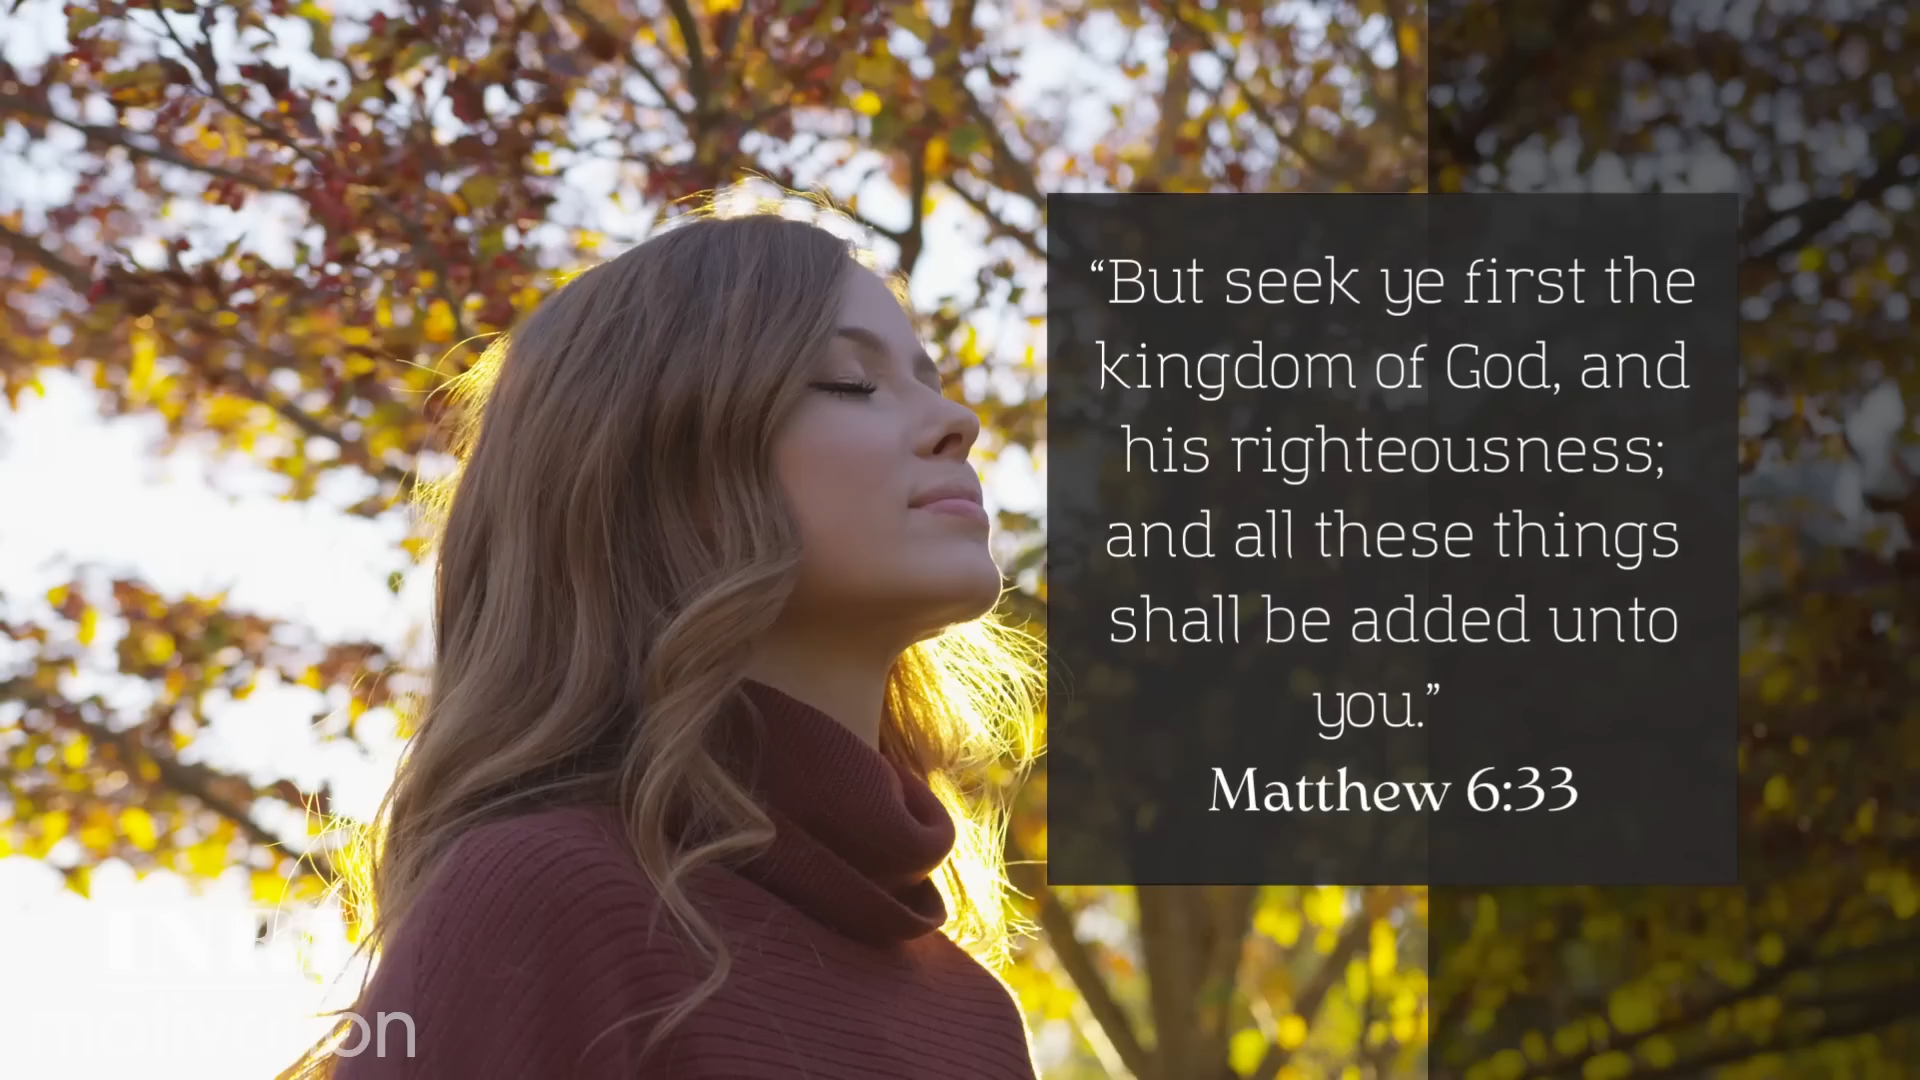 “But seek ye first the
kingdom of God, and
his righteousness;
and all these things
shall be added unto
you.”
Matthew 6:33
motivation